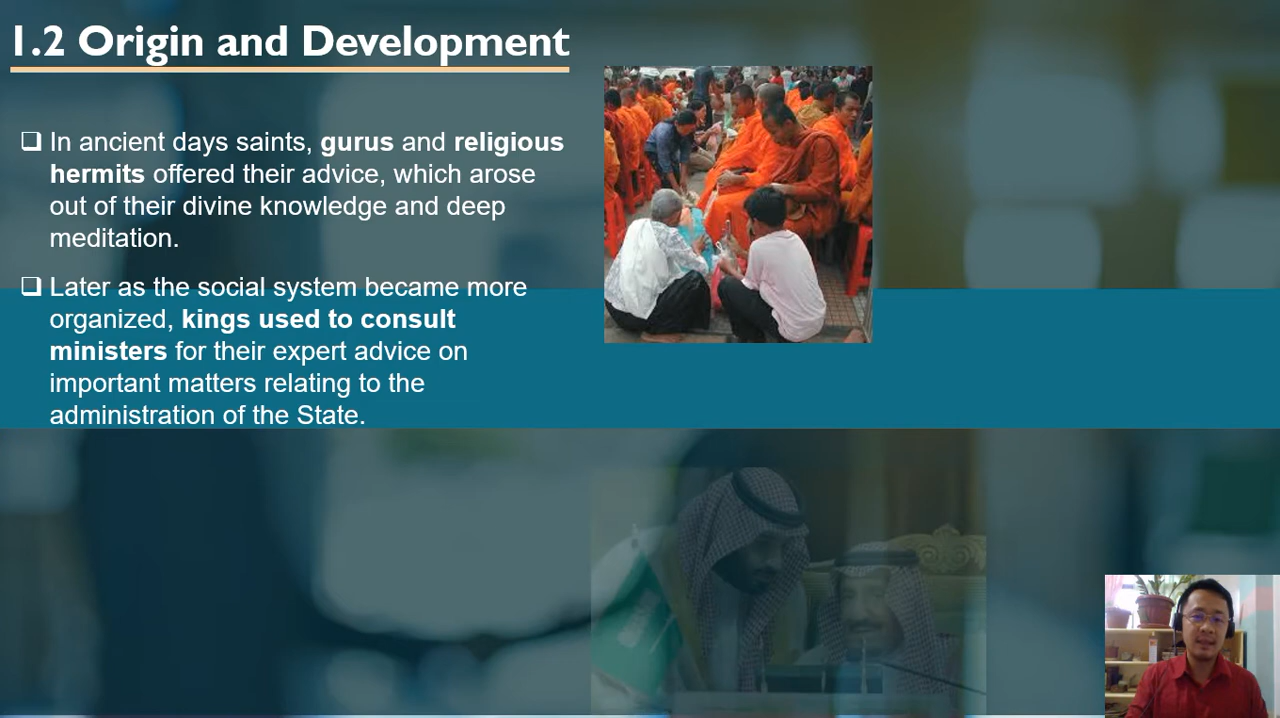 1.2 Origin and Development
❑ In ancient days saints, gurus and religious
hermits offered their advice, which arose
out of their divine knowledge and deep
meditation.
❑ Later as the social system became more
organized, kings used to consult
ministers for their expert advice on
important matters relating to the
administration of the State.